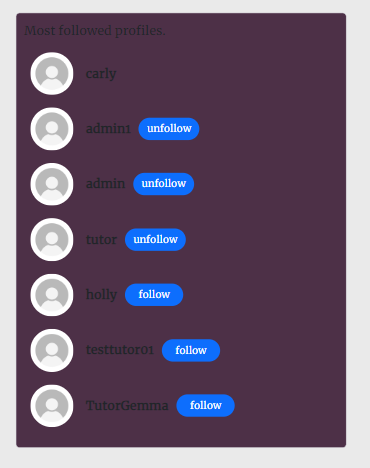 Most followed profiles.
carly
admin1 unfollow
admin unfollow
tutor unfollow
holly follow
testtutor01 follow
TutorGemma follow